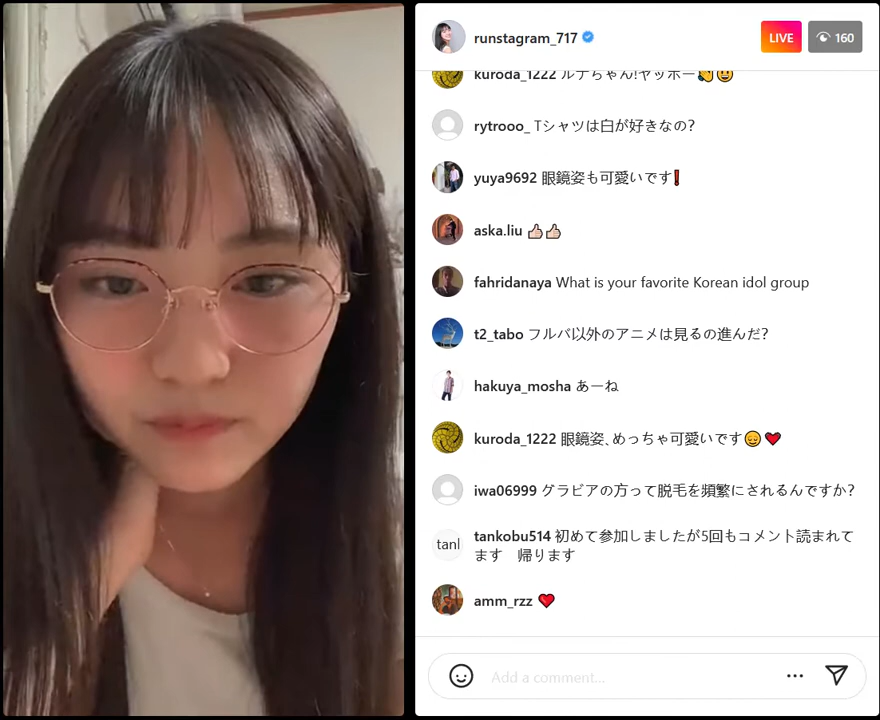 runstagram_717
LIVE
160
kuroda_1222 ルナちゃん!ヤッホー👏😀
rytrooo_ Tシャツは白が好きなの?
yuya9692 眼鏡姿も可愛いです❗
aska.liu 👍🏻👍🏻
fahridanaya What is your favorite Korean idol group
t2_tabo フルバ以外のアニメは見るの進んだ?
hakuya_mosha あーね
kuroda_1222 眼鏡姿、めっちゃ可愛いです😄❤
iwa06999 グラビアの方って脱毛を頻繁にされるんですか?
tanl
tankobu514 初めて参加しましたが5回もコメント読まれて
ます　帰ります
amm_rzz ❤
Add a comment...